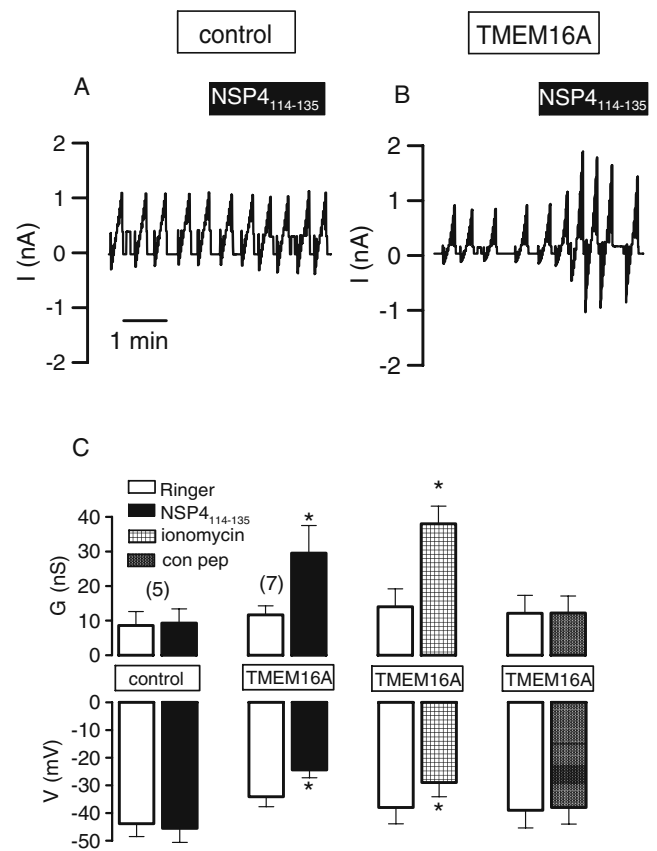 control
TMEM16A
A
NSP4114-135
B
NSP4114-135
I (nA)
2
1
0
-1
-2
1 min
I (nA)
2
1
0
-1
-2
C
Ringer
NSP4114-135
ionomycin
con pep
G (nS)
40
30
20
10
0
(5)
(7)
*
*
control
TMEM16A
TMEM16A
TMEM16A
V (mV)
0
-10
-20
-30
-40
-50
*
*